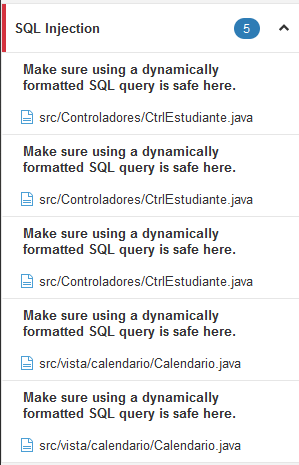 SQL Injection 5
Make sure using a dynamically
formatted SQL query is safe here.
src/Controladores/CtrlEstudiante.java
Make sure using a dynamically
formatted SQL query is safe here.
src/Controladores/CtrlEstudiante.java
Make sure using a dynamically
formatted SQL query is safe here.
src/Controladores/CtrlEstudiante.java
Make sure using a dynamically
formatted SQL query is safe here.
src/vista/calendario/Calendario.java
Make sure using a dynamically
formatted SQL query is safe here.
src/vista/calendario/Calendario.java